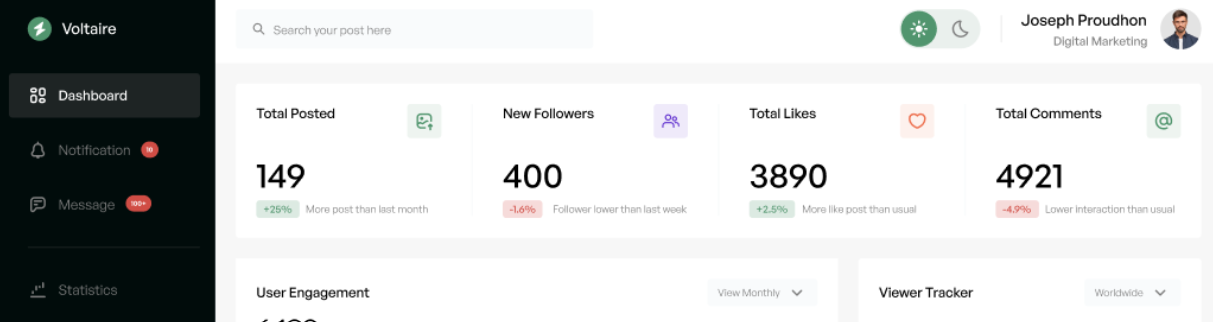 Voltaire
Search your post here
Joseph Proudhon
Digital Marketing
Dashboard
Notification 10
Message 100+
Statistics
Total Posted
149
+25% More post than last month
New Followers
400
-1.6% Follower lower than last week
Total Likes
3890
+2.5% More like post than usual
Total Comments
4921
-4.9% Lower interaction than usual
User Engagement
View Monthly
Viewer Tracker
Worldwide